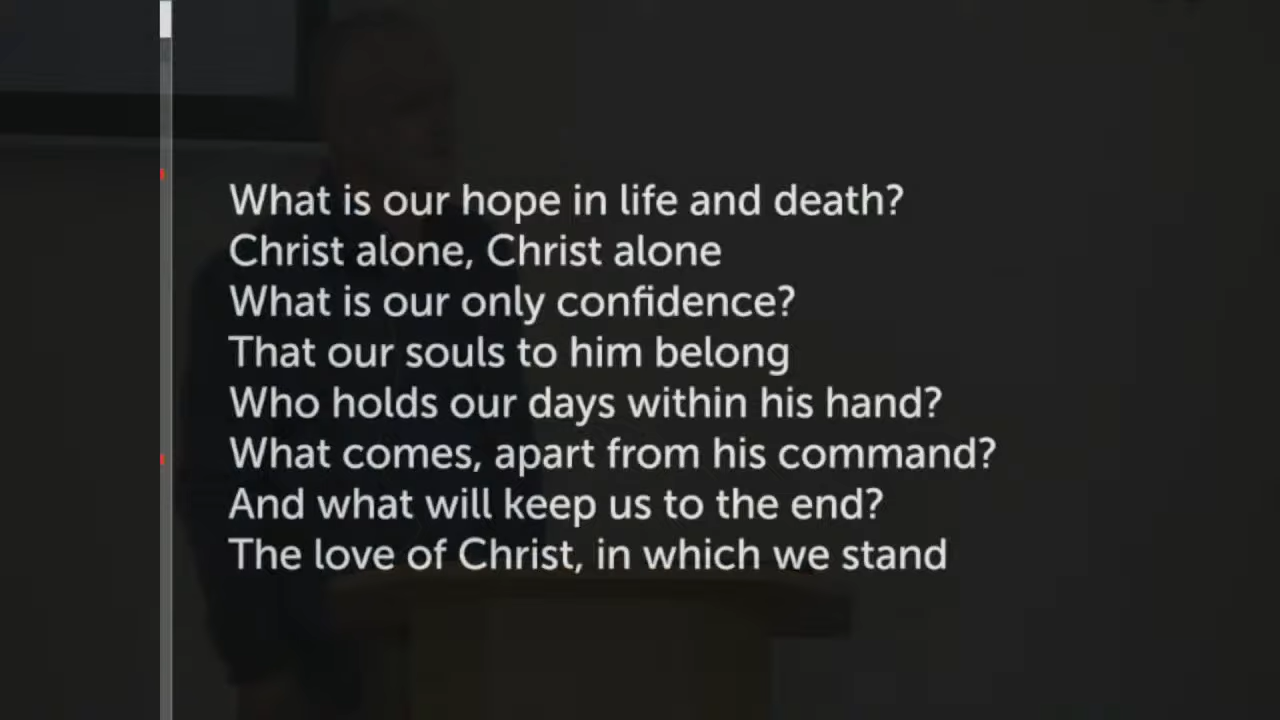 What is our hope in life and death?
Christ alone, Christ alone
What is our only confidence?
That our souls to him belong
Who holds our days within his hand?
What comes, apart from his command?
And what will keep us to the end?
The love of Christ, in which we stand